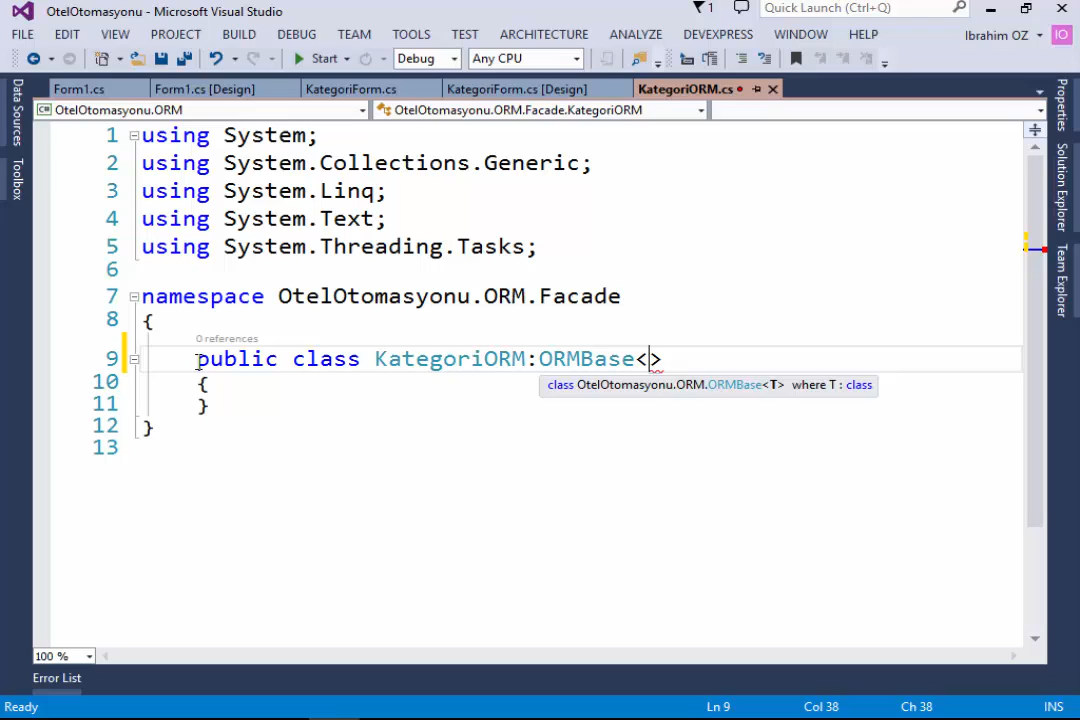 OtelOtomasyonu - Microsoft Visual Studio
1
Quick Launch (Ctrl+Q)
FILE EDIT VIEW PROJECT BUILD DEBUG TEAM TOOLS TEST ARCHITECTURE ANALYZE DEVEXPRESS WINDOW HELP
Ibrahim OZ
IO
Start
Debug
Any CPU
Data Sources
Toolbox
Form1.cs
Form1.cs [Design]
KategoriForm.cs
KategoriForm.cs [Design]
KategoriORM.cs
OtelOtomasyonu.ORM
OtelOtomasyonu.ORM.Facade.KategoriORM
1 using System;
2 using System.Collections.Generic;
3 using System.Linq;
4 using System.Text;
5 using System.Threading.Tasks;
6
7 namespace OtelOtomasyonu.ORM.Facade
8 {
0 references
9 public class KategoriORM:ORMBase<>
class OtelOtomasyonu.ORM.ORMBase<T> where T : class
10 {
11 }
12 }
13
Properties
Solution Explorer
Team Explorer
100 %
Error List
Ready
Ln 9
Col 38
Ch 38
INS